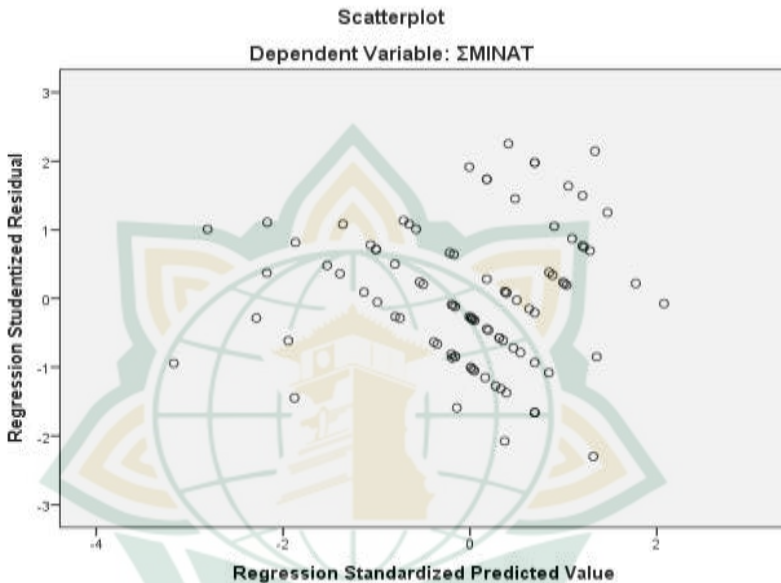 Scatterplot
Dependent Variable: ΣMINAT
Regression Studentized Residual
3
2
1
0
-1
-2
-3
-4
-2
0
2
Regression Standardized Predicted Value